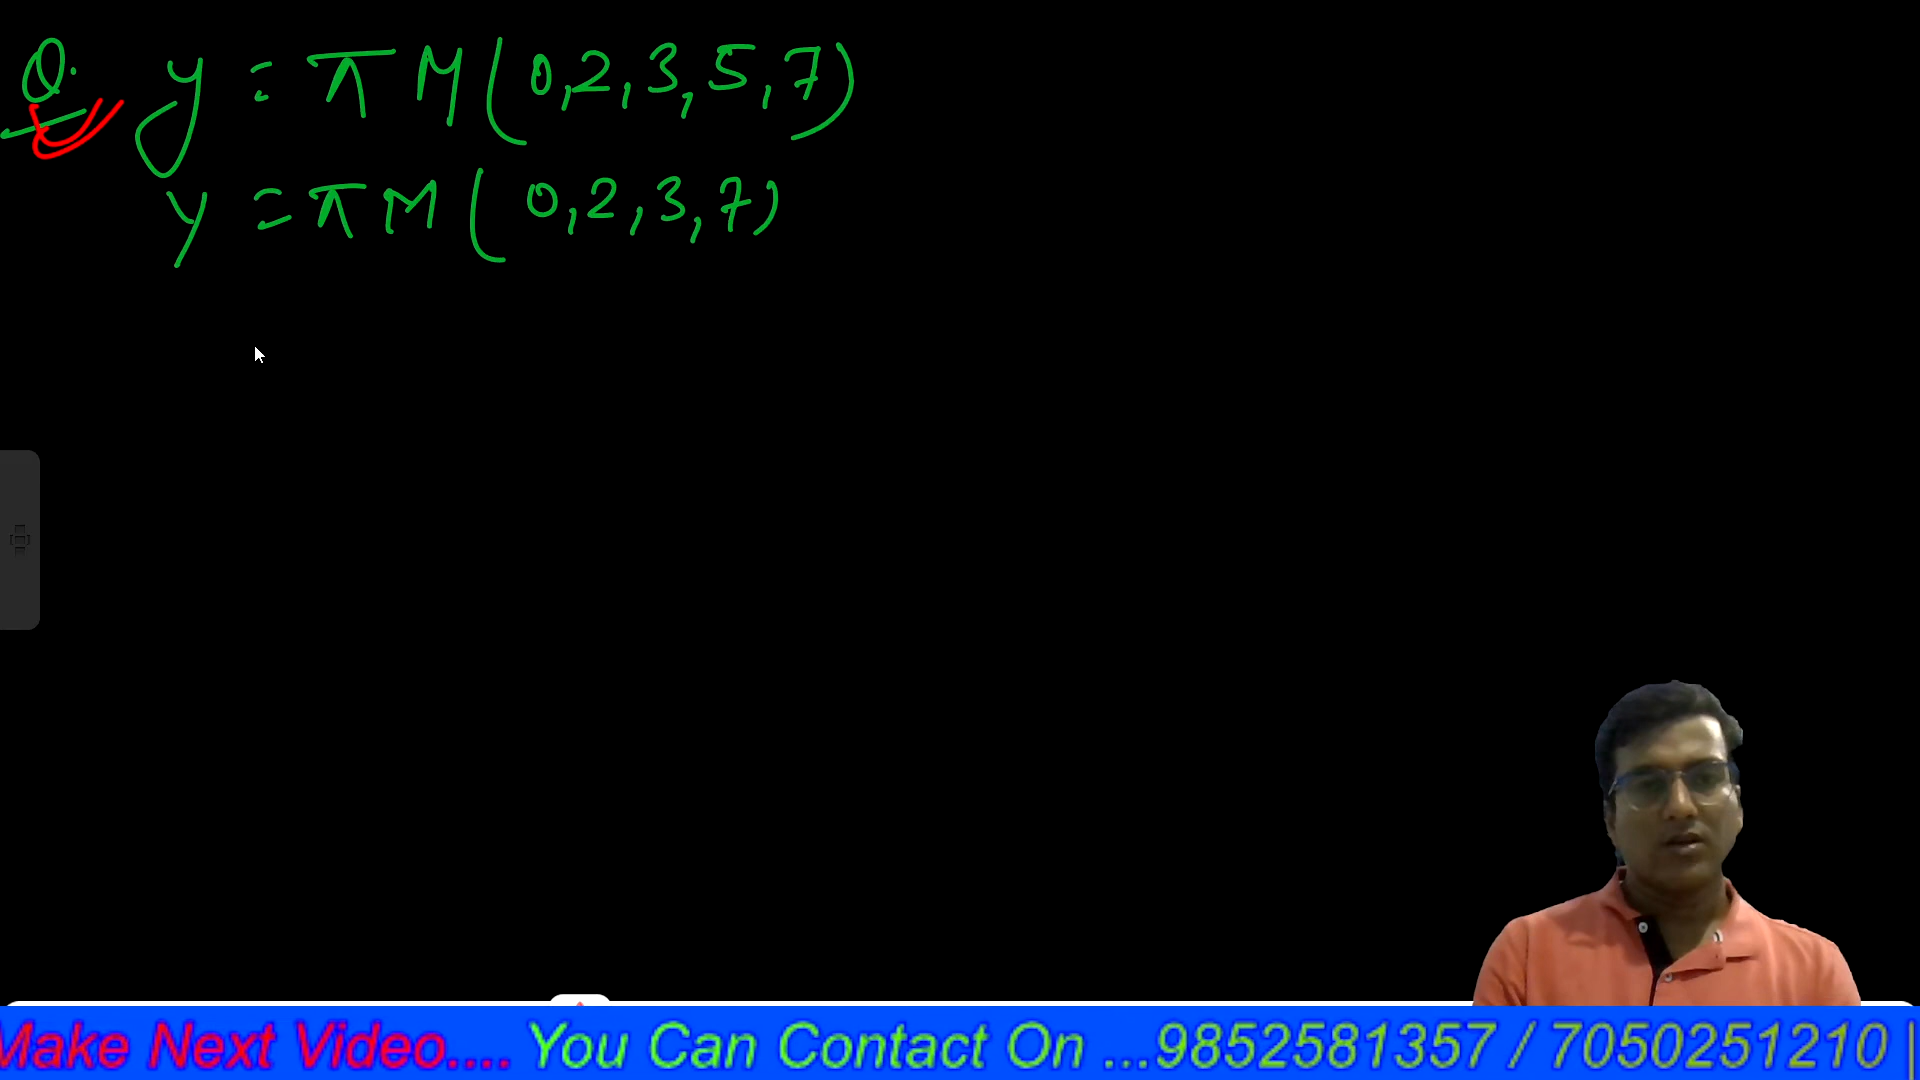 Q. y = πM(0,2,3,5,7)
y = πM(0,2,3,7)
Make Next Video.... You Can Contact On ...9852581357 / 7050251210 |